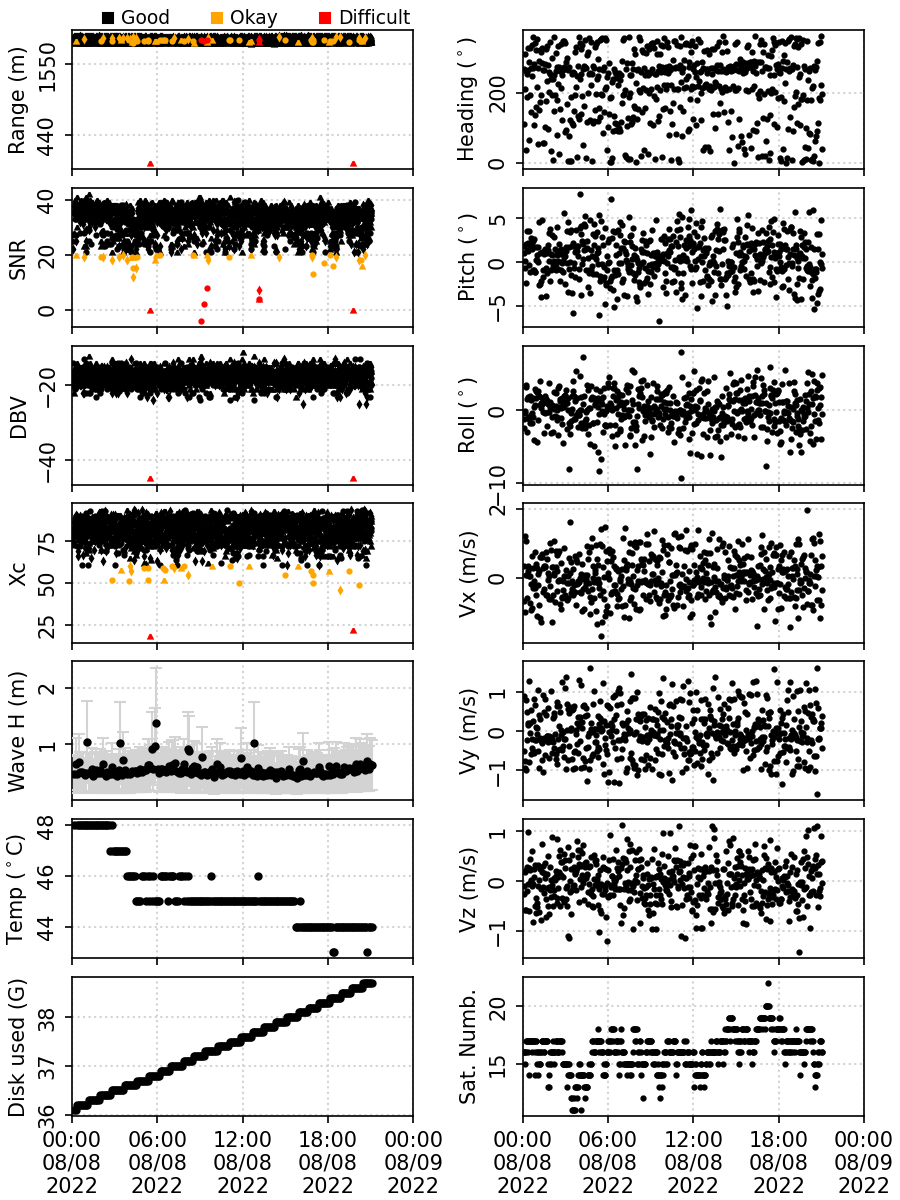 Good Okay Difficult
Range (m)
1550
440
Heading (°)
200
0
SNR
40
20
0
Pitch (°)
5
0
−5
DBV
−20
−40
Roll (°)
0
−10
Xc
75
50
25
Vx (m/s)
2
0
Wave H (m)
2
1
Vy (m/s)
1
0
−1
Temp (°C)
48
46
44
Vz (m/s)
1
0
−1
Disk used (G)
38
37
36
Sat. Numb.
20
15
00:00 06:00 12:00 18:00 00:00
08/08 08/08 08/08 08/08 08/09
2022 2022 2022 2022 2022
00:00 06:00 12:00 18:00 00:00
08/08 08/08 08/08 08/08 08/09
2022 2022 2022 2022 2022